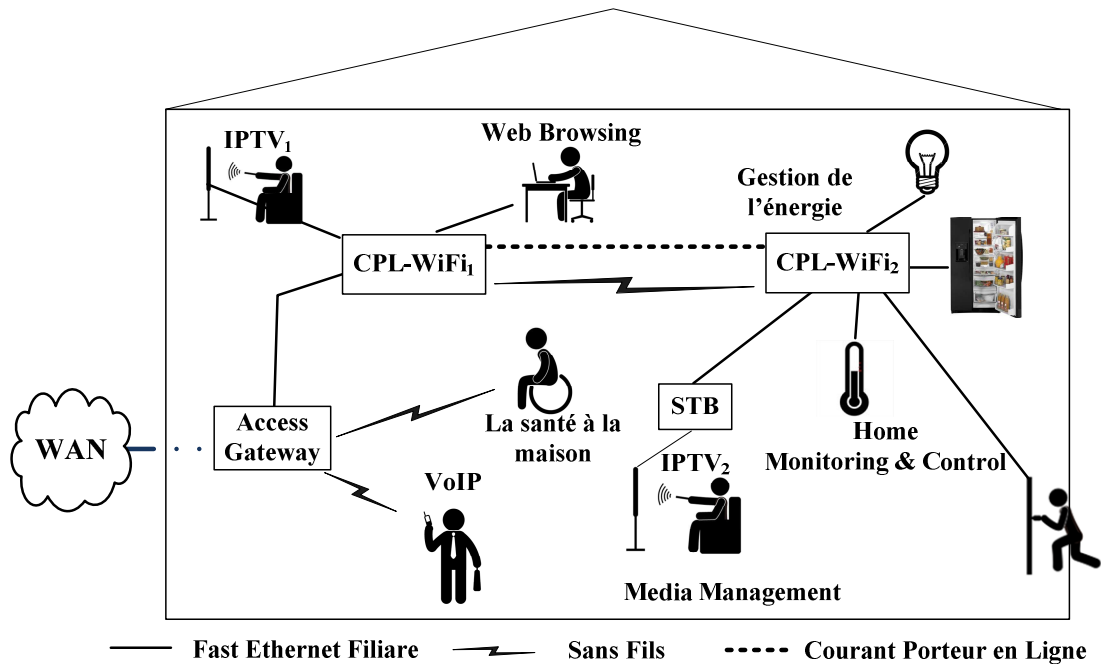 IPTV₁
Web Browsing
Gestion de
l'énergie
CPL-WiFi₁
CPL-WiFi₂
WAN
Access
Gateway
La santé à la
maison
STB
Home
Monitoring & Control
VoIP
IPTV₂
Media Management
Fast Ethernet Filiare
Sans Fils
Courant Porteur en Ligne